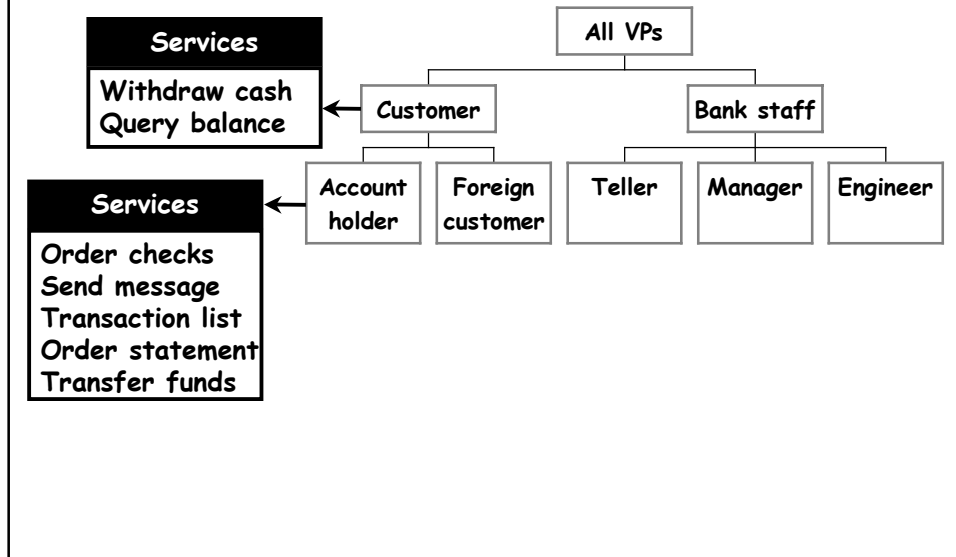 All VPs
Services
Withdraw cash
Query balance
Customer
Bank staff
Services
Order checks
Send message
Transaction list
Order statement
Transfer funds
Account
holder
Foreign
customer
Teller
Manager
Engineer